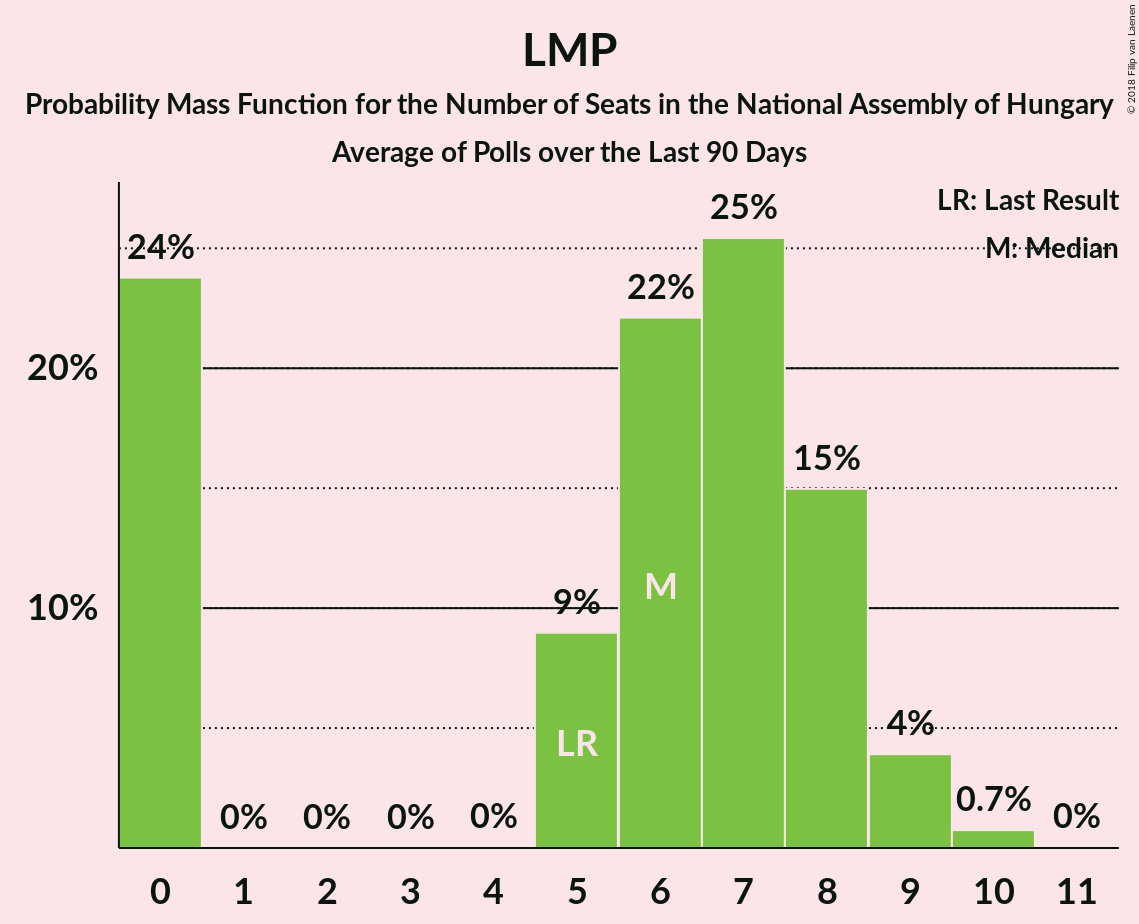 LMP
Probability Mass Function for the Number of Seats in the National Assembly of Hungary
Average of Polls over the Last 90 Days
© 2018 Filip van Laenen
LR: Last Result
M: Median
25%
24%
22%
20%
15%
10%
9%
M
LR
4%
0.7%
0% 0% 0% 0% 0%
0 1 2 3 4 5 6 7 8 9 10 11